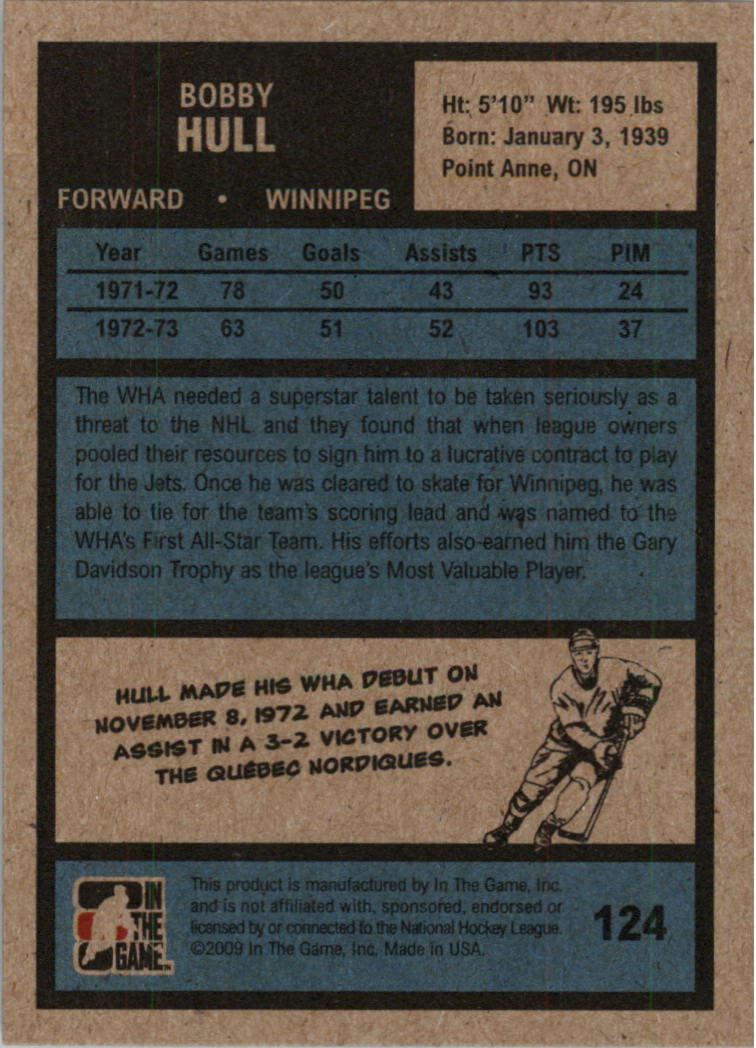 BOBBY
HULL
FORWARD • WINNIPEG
Ht: 5'10" Wt: 195 lbs
Born: January 3, 1939
Point Anne, ON
Year Games Goals Assists PTS PIM
1971-72 78 50 43 93 24
1972-73 63 51 52 103 37
The WHA needed a superstar talent to be taken seriously as a
threat to the NHL and they found that when league owners
pooled their resources to sign him to a lucrative contract to play
for the Jets. Once he was cleared to skate for Winnipeg, he was
able to tie for the team's scoring lead and was named to the
WHA's First All-Star Team. His efforts also earned him the Gary
Davidson Trophy as the league's Most Valuable Player.
HULL MADE HIS WHA DEBUT ON
NOVEMBER 8, 1972 AND EARNED AN
ASSIST IN A 3-2 VICTORY OVER
THE QUÉBEC NORDIQUES.
IN
THE
GAME
This product is manufactured by In The Game, Inc.
and is not affiliated with, sponsored, endorsed or
licensed by or connected to the National Hockey League.
©2009 In The Game, Inc. Made in USA.
124